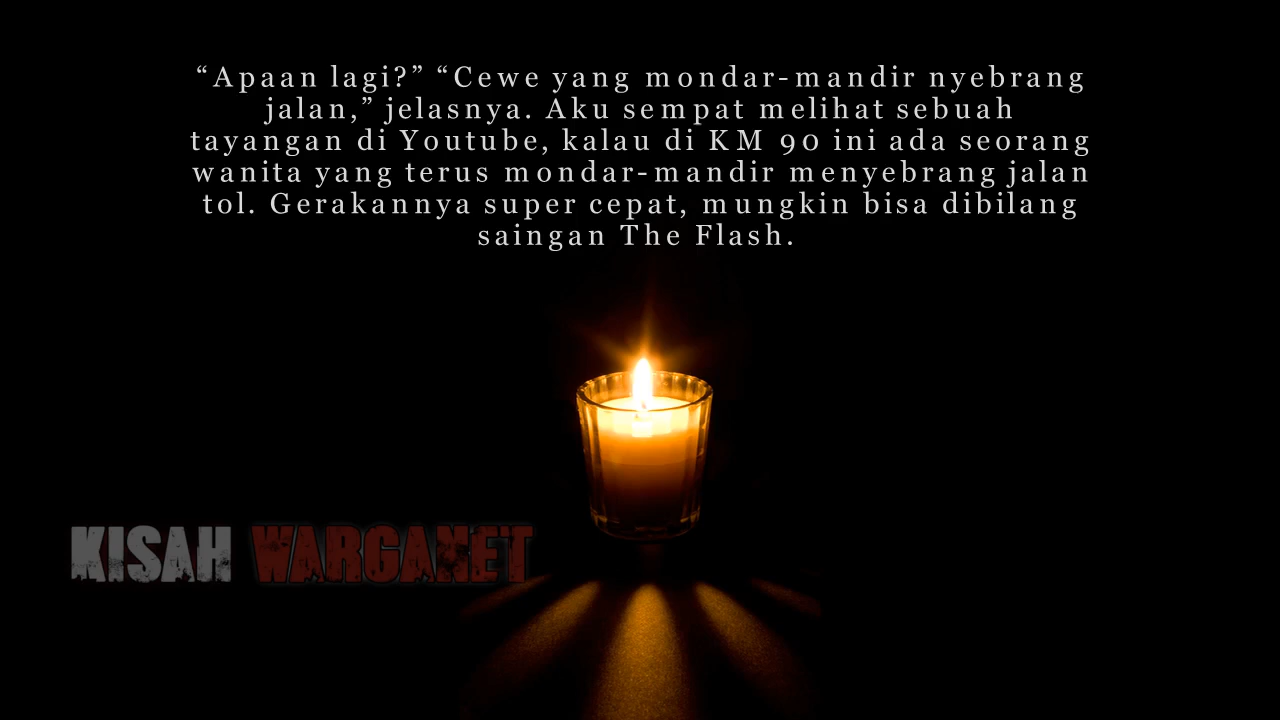 “Apaan lagi?” “Cewe yang mondar-mandir nyebrang
jalan,” jelasnya. Aku sempat melihat sebuah
tayangan di Youtube, kalau di KM 90 ini ada seorang
wanita yang terus mondar-mandir menyebrang jalan
tol. Gerakannya super cepat, mungkin bisa dibilang
saingan The Flash.
KISAH WARGANET